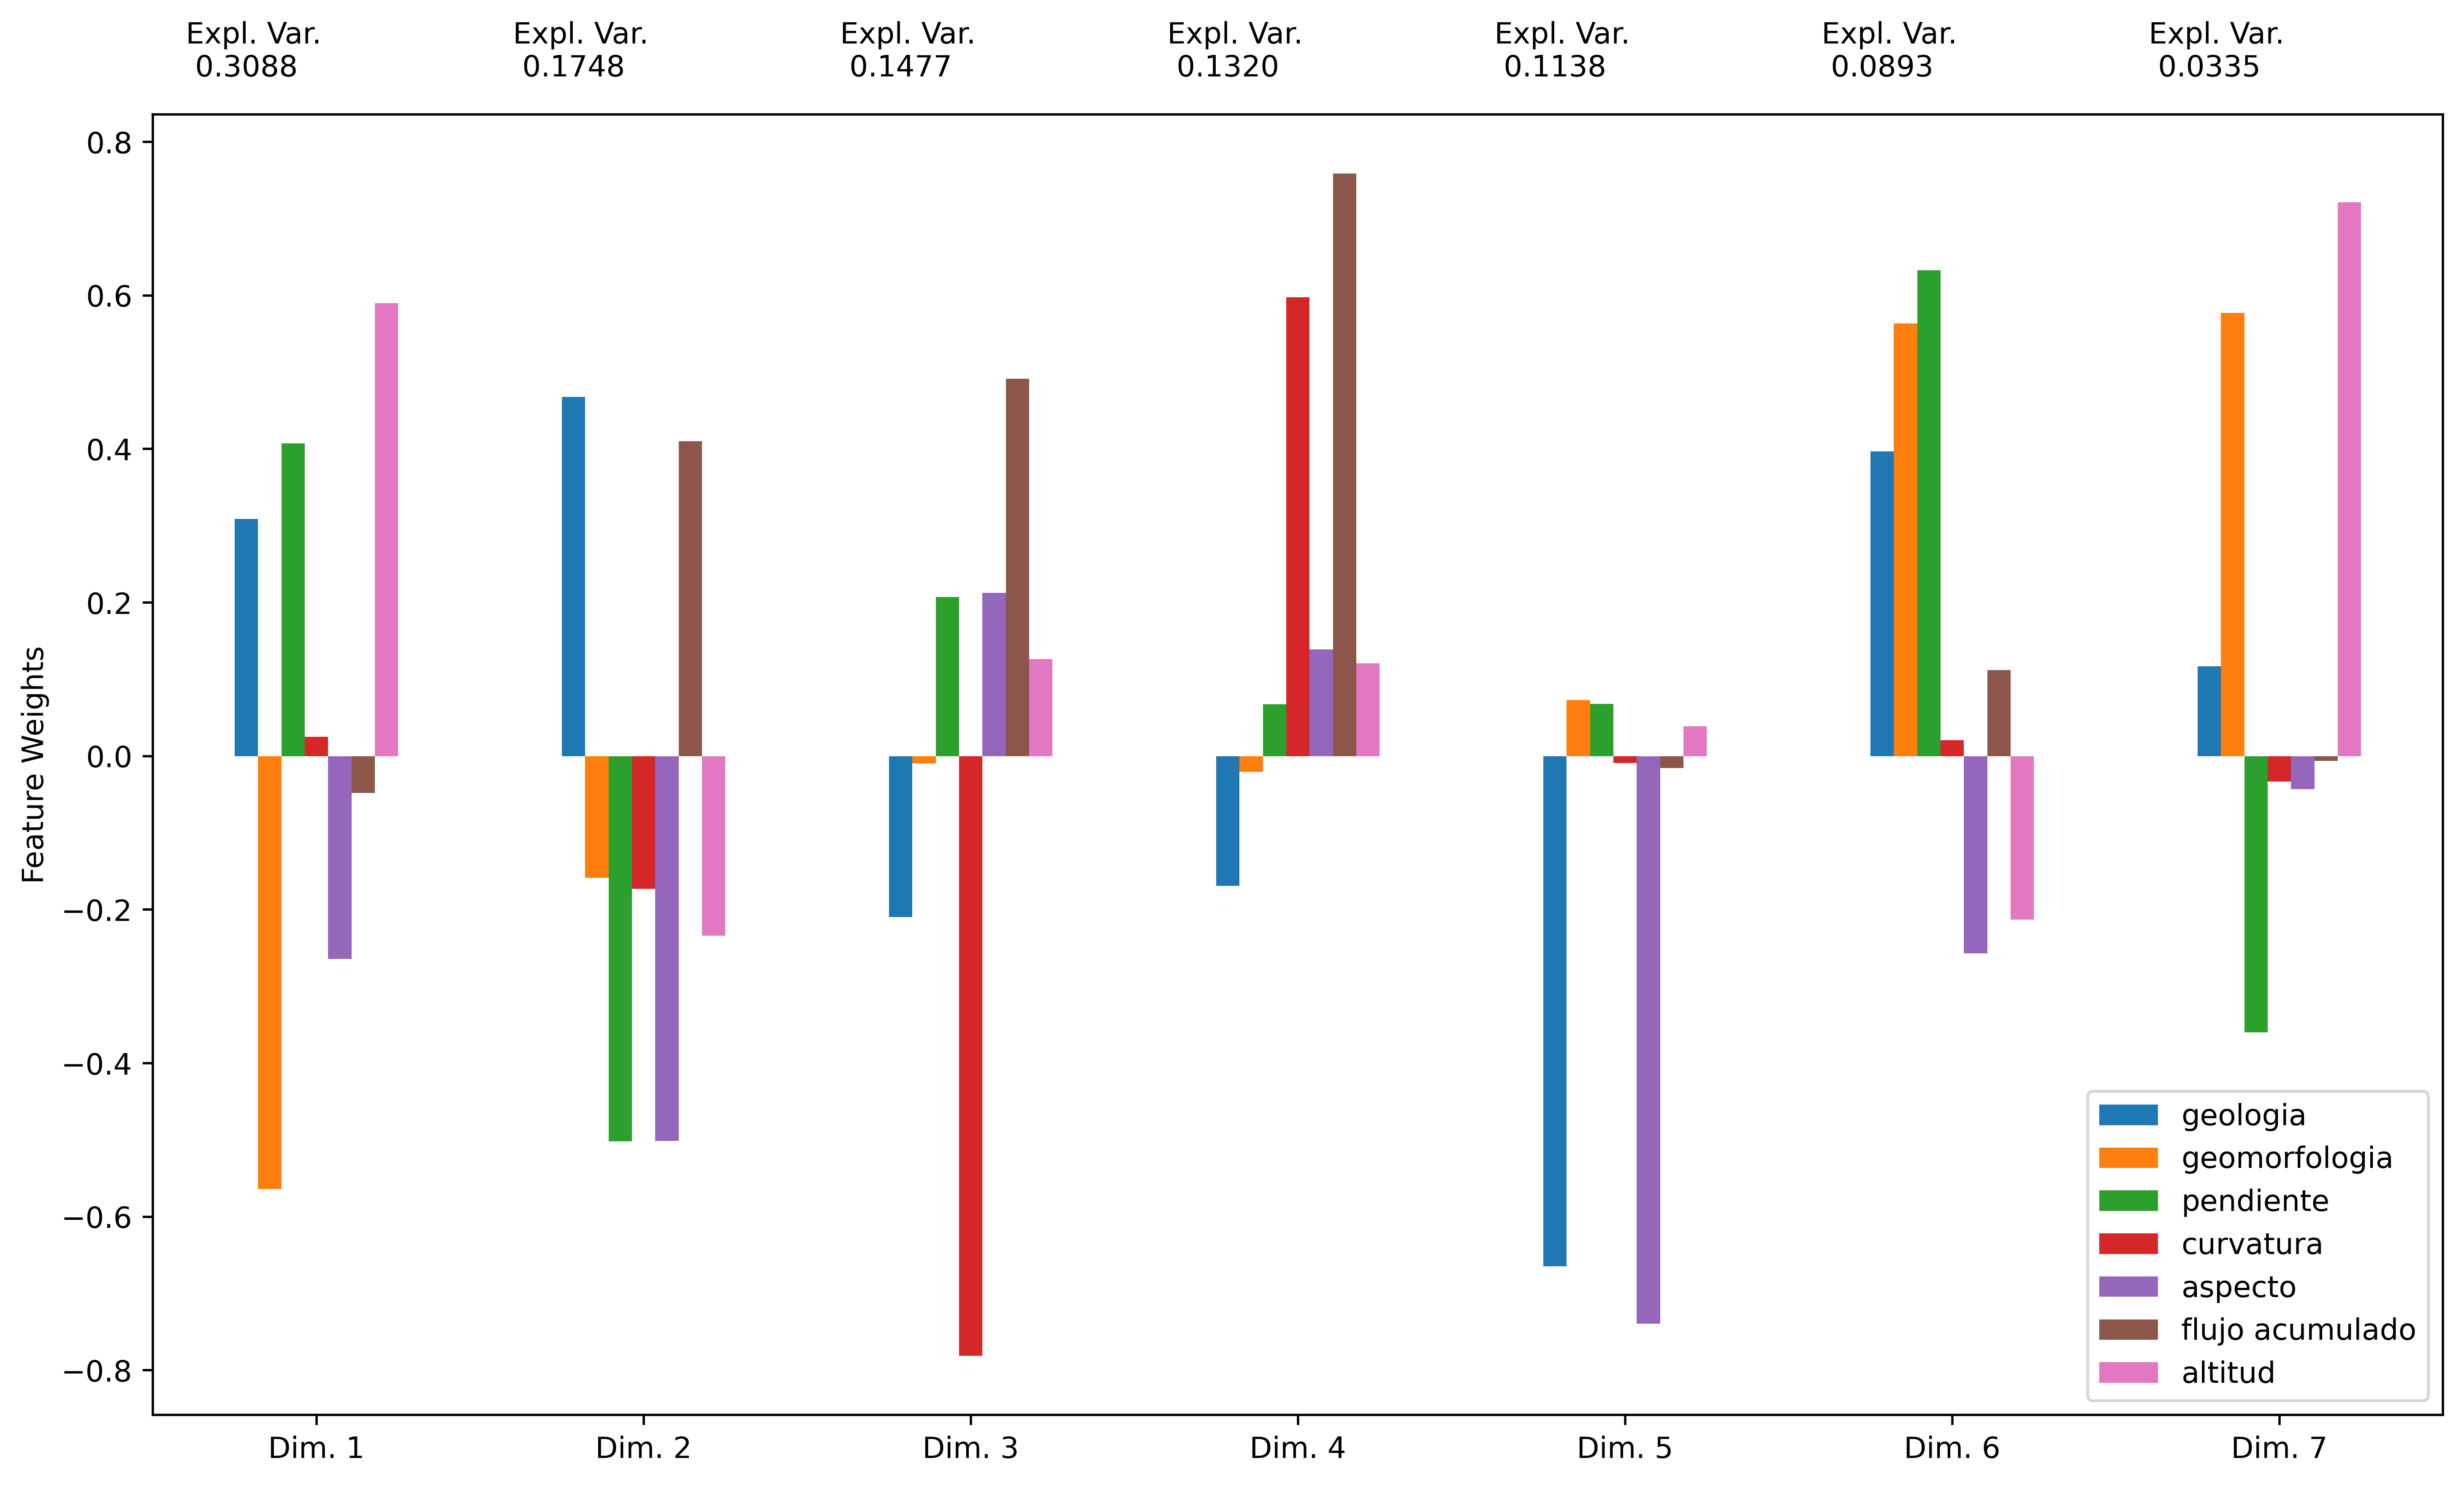 Expl. Var. Expl. Var. Expl. Var. Expl. Var. Expl. Var. Expl. Var. Expl. Var.
0.3088 0.1748 0.1477 0.1320 0.1138 0.0893 0.0335
0.8
0.6
0.4
0.2
0.0
−0.2
−0.4
−0.6
−0.8
Feature Weights
geologia
geomorfologia
pendiente
curvatura
aspecto
flujo acumulado
altitud
Dim. 1 Dim. 2 Dim. 3 Dim. 4 Dim. 5 Dim. 6 Dim. 7